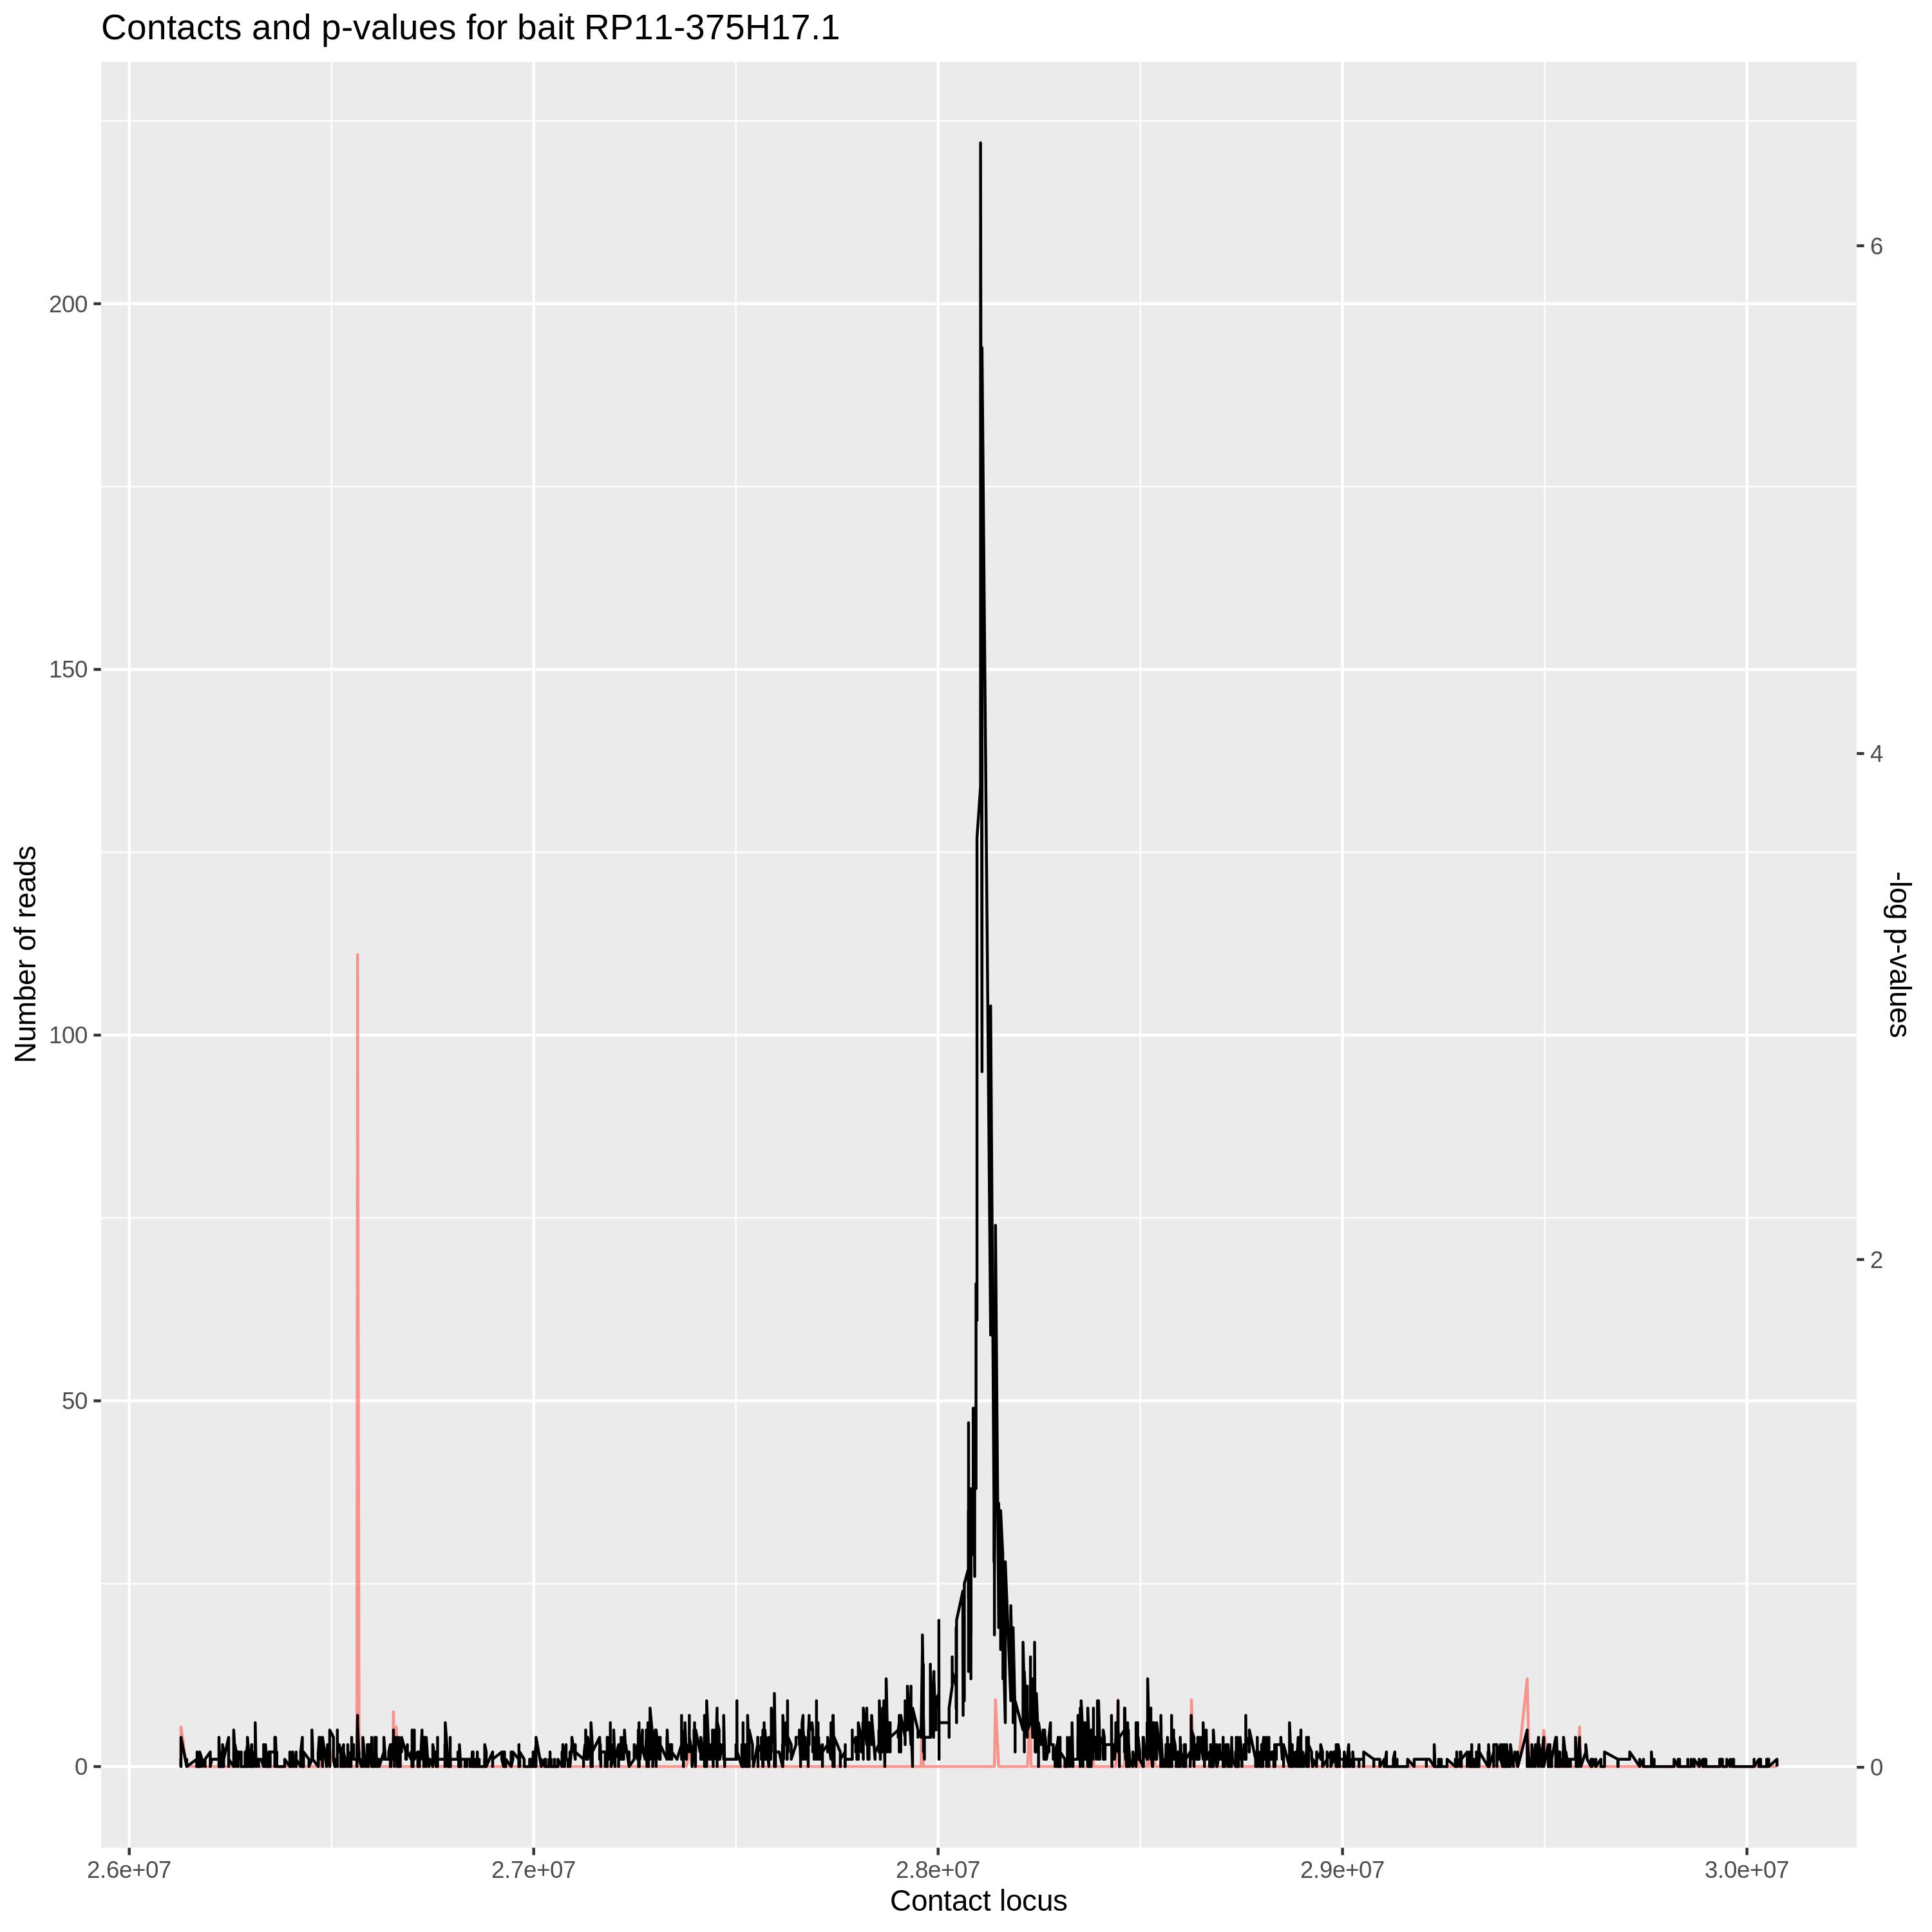 Contacts and p-values for bait RP11-375H17.1
Number of reads
200
150
100
50
0
6
4
2
0
-log p-values
2.6e+07
2.7e+07
2.8e+07
2.9e+07
3.0e+07
Contact locus